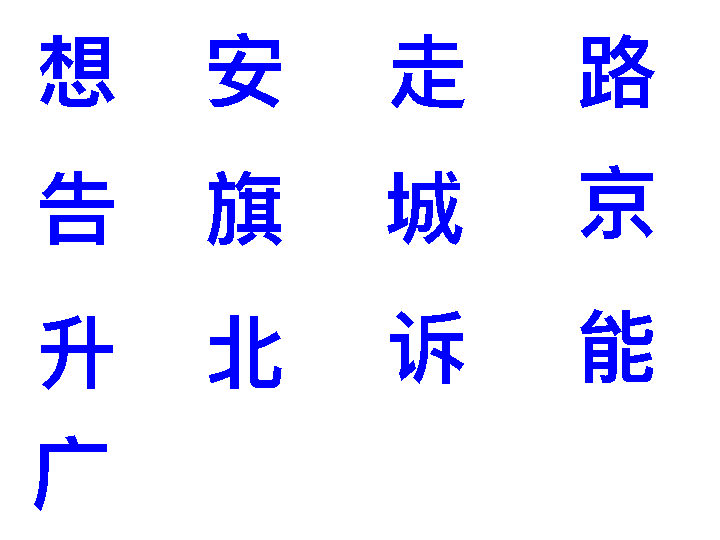 想 安 走 路
告 旗 城 京
升 北 诉 能
广